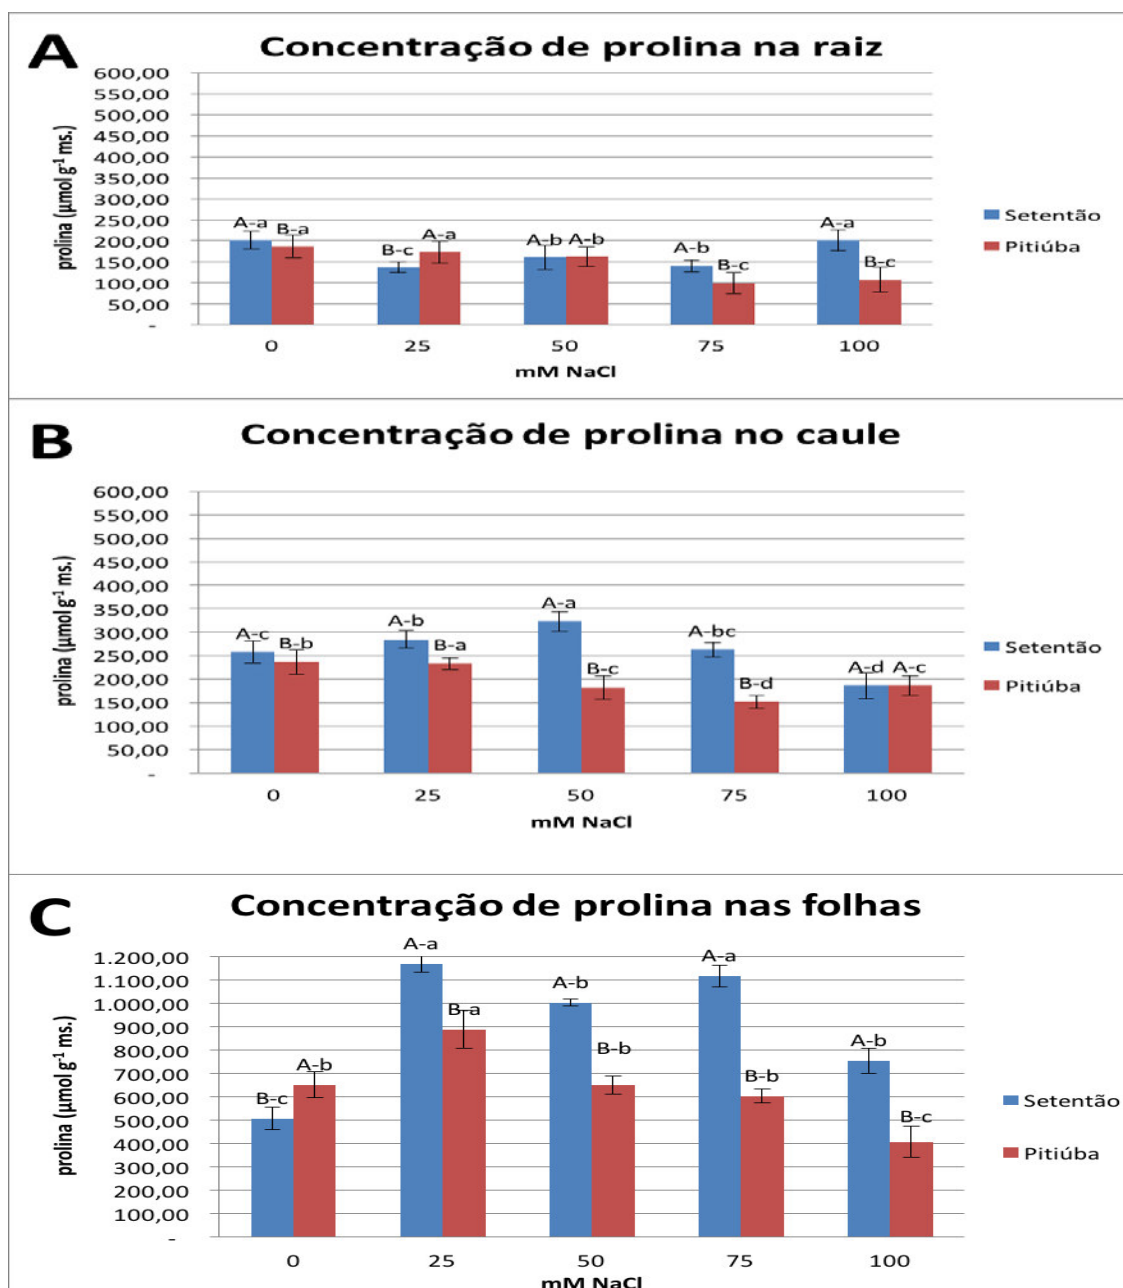 A
Concentração de prolina na raiz
prolina (µmol g-¹ ms.)
600,00
550,00
500,00
450,00
400,00
350,00
300,00
250,00
200,00
150,00
100,00
50,00
-
A-a B-a B-c A-a A-b A-b A-b B-c A-a B-c
0 25 50 75 100
mM NaCl
Setentão
Pitiúba
B
Concentração de prolina no caule
prolina (µmol g-¹ ms.)
600,00
550,00
500,00
450,00
400,00
350,00
300,00
250,00
200,00
150,00
100,00
50,00
-
A-c B-b A-b B-a A-a B-c A-bc B-d A-d A-c
0 25 50 75 100
mM NaCl
Setentão
Pitiúba
C
Concentração de prolina nas folhas
prolina (µmol g-¹ ms.)
1.200,00
1.100,00
1.000,00
900,00
800,00
700,00
600,00
500,00
400,00
300,00
200,00
100,00
-
B-c A-b A-a B-a A-b B-b A-a B-b A-b B-c
0 25 50 75 100
mM NaCl
Setentão
Pitiúba